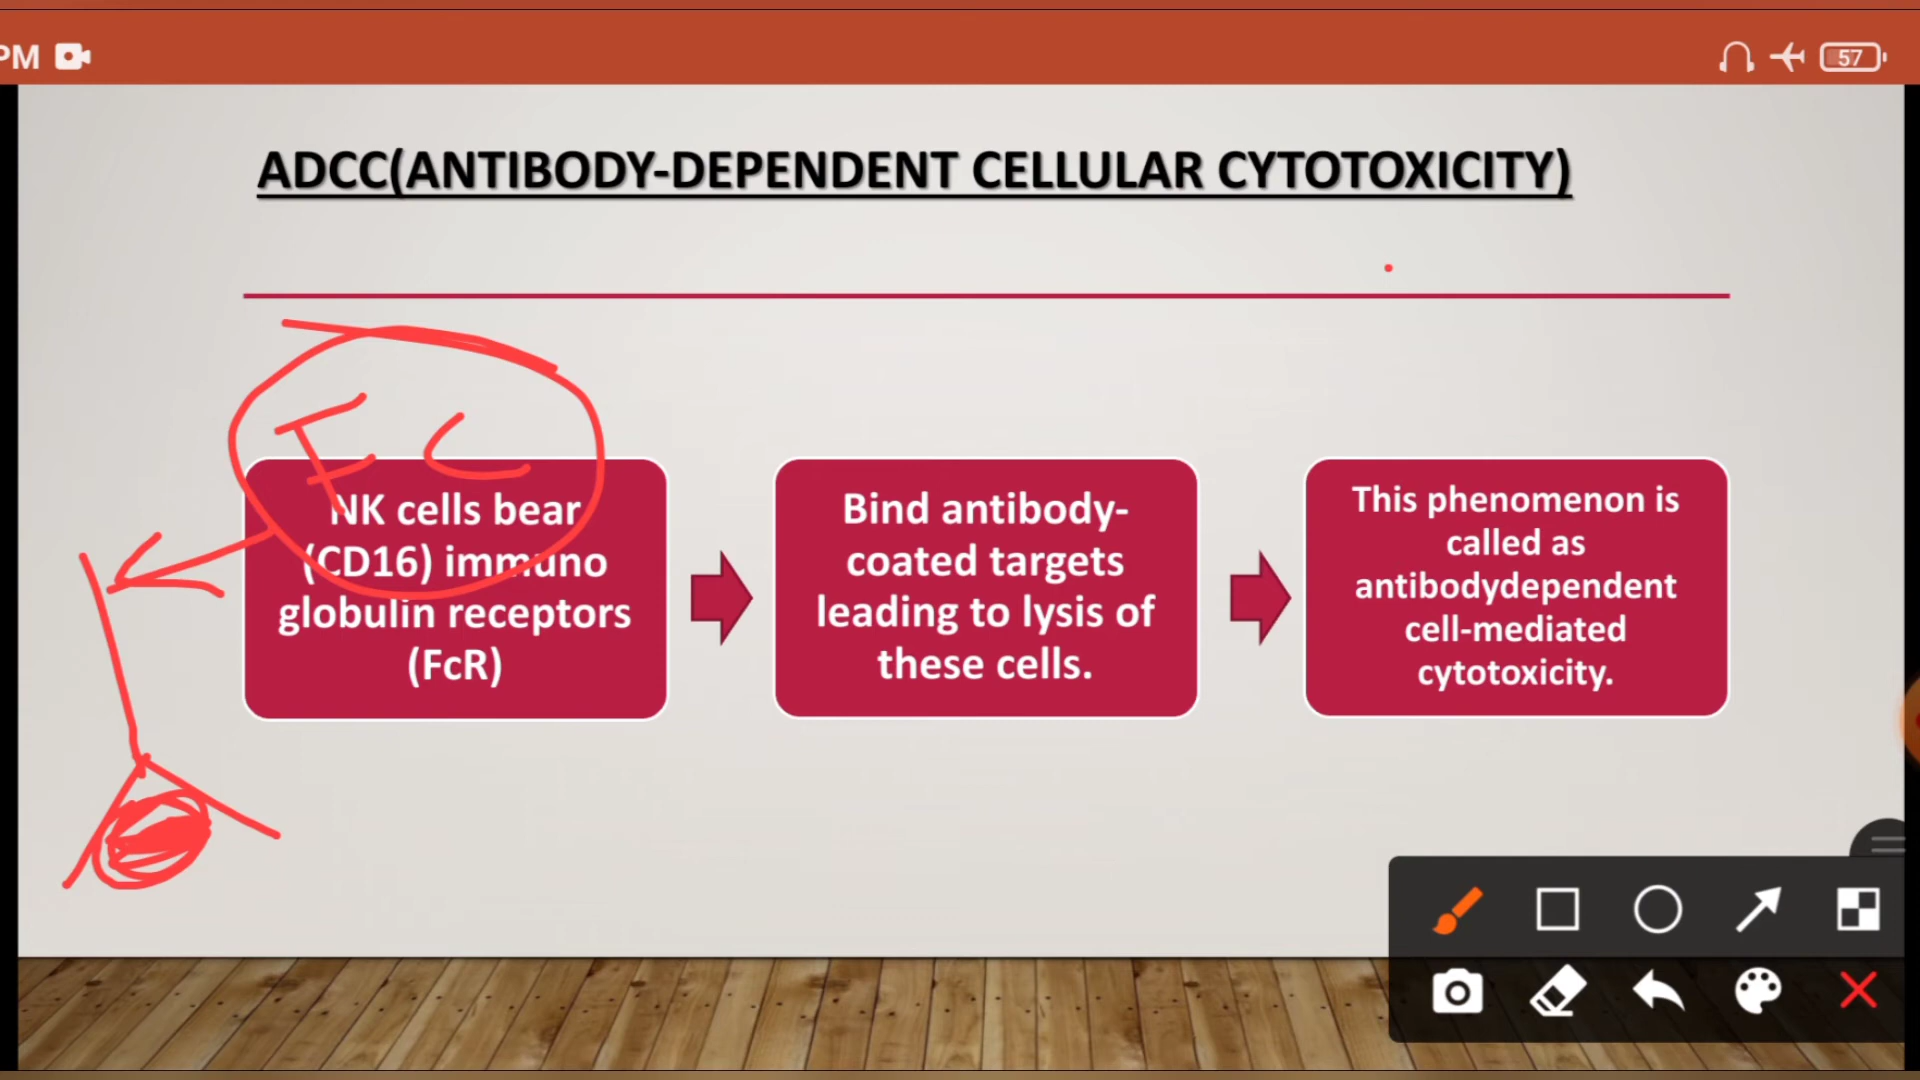 PM
57
ADCC(ANTIBODY-DEPENDENT CELLULAR CYTOTOXICITY)
FC
NK cells bear
(CD16) immuno
globulin receptors
(FcR)
Bind antibody-
coated targets
leading to lysis of
these cells.
This phenomenon is
called as
antibodydependent
cell-mediated
cytotoxicity.